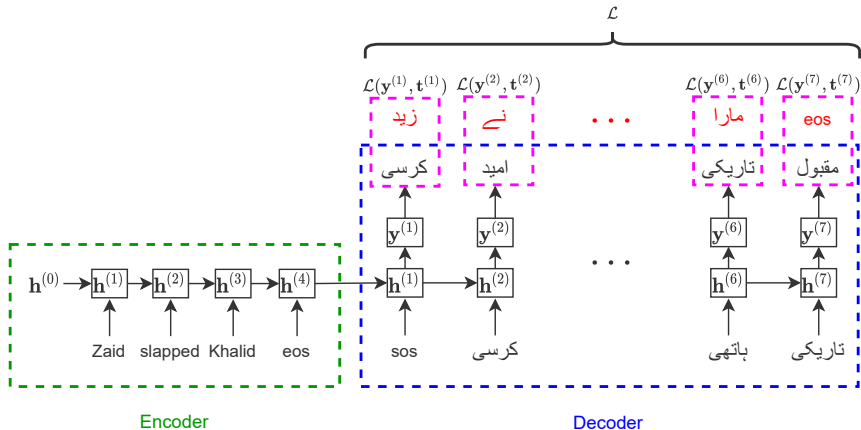 ℒ
ℒ(y⁽¹⁾, t⁽¹⁾) ℒ(y⁽²⁾, t⁽²⁾) ℒ(y⁽⁶⁾, t⁽⁶⁾) ℒ(y⁽⁷⁾, t⁽⁷⁾)
زید نے ... مارا eos
کرسی امید تاریکی مقبول
y⁽¹⁾ y⁽²⁾ y⁽⁶⁾ y⁽⁷⁾
h⁽⁰⁾ h⁽¹⁾ h⁽²⁾ h⁽³⁾ h⁽⁴⁾ h⁽¹⁾ h⁽²⁾ ... h⁽⁶⁾ h⁽⁷⁾
Zaid slapped Khalid eos sos کرسی ہاتھی تاریکی
Encoder Decoder